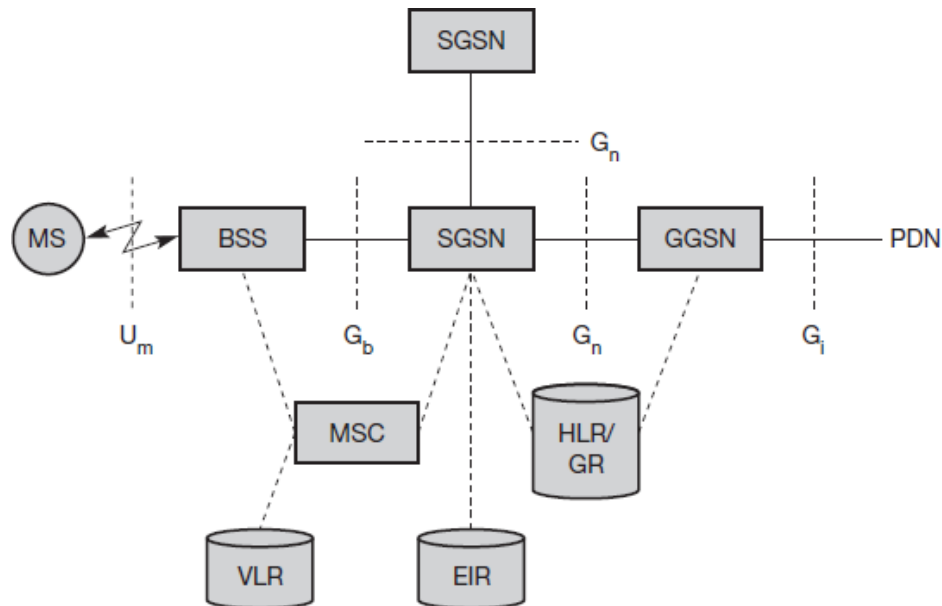 SGSN
Gn
MS
BSS
SGSN
GGSN
PDN
Um
Gb
Gn
Gi
MSC
HLR/
GR
VLR
EIR